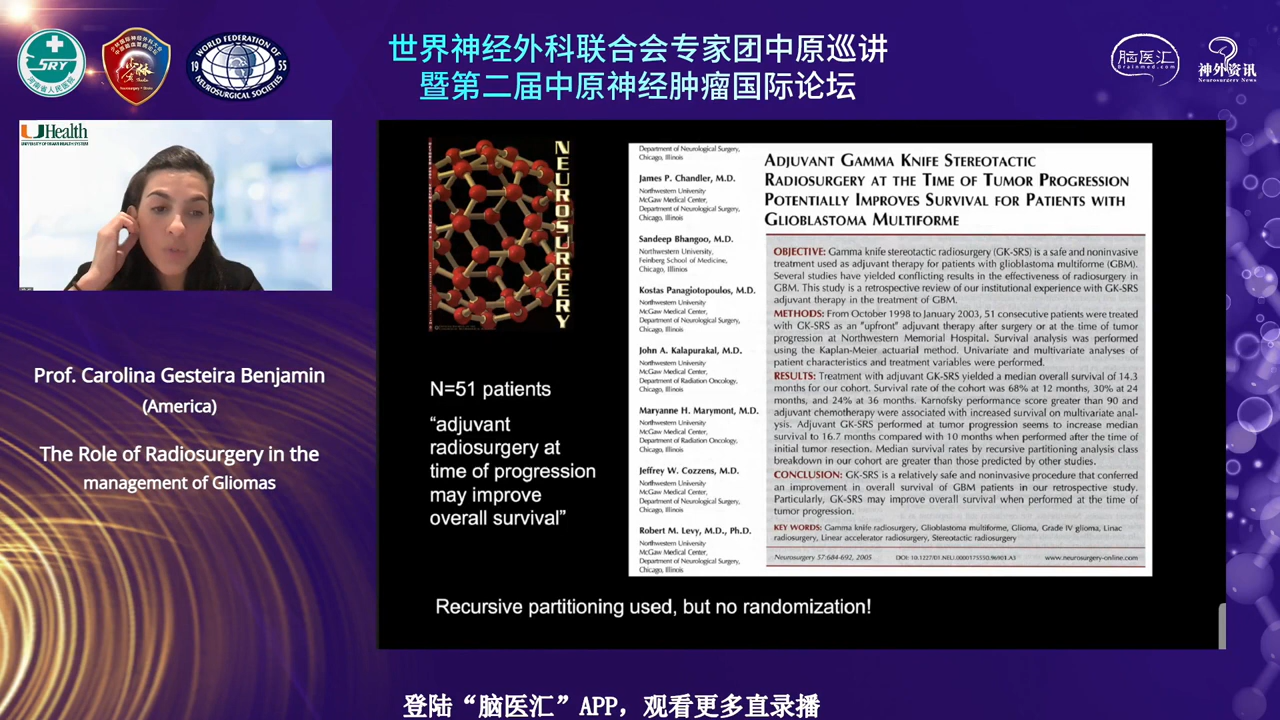 SRY
WORLD FEDERATION OF
19 55
NEUROSURGICAL SOCIETIES
世界神经外科联合会专家团中原巡讲
暨第二届中原神经肿瘤国际论坛
脑医汇
Brainmed.com
神外资讯
Neurosurgery News
UHealth
UNIVERSITY OF MIAMI HEALTH SYSTEM
Prof. Carolina Gesteira Benjamin
(America)
The Role of Radiosurgery in the
management of Gliomas
NEUROSURGERY
N=51 patients
“adjuvant
radiosurgery at
time of progression
may improve
overall survival”
Department of Neurological Surgery,
Chicago, Illinois
James P. Chandler, M.D.
Northwestern University
McGaw Medical Center,
Department of Neurological Surgery,
Chicago, Illinois
Sandeep Bhangoo, M.D.
Northwestern University,
Feinberg School of Medicine,
Chicago, Illinios
Kostas Panagiotopoulos, M.D.
Northwestern University
McGaw Medical Center,
Department of Neurological Surgery,
Chicago, Illinois
John A. Kalapurakal, M.D.
Northwestern University
McGaw Medical Center,
Department of Radiation Oncology,
Chicago, Illinois
Maryanne H. Marymont, M.D.
Northwestern University
McGaw Medical Center,
Department of Radiation Oncology,
Chicago, Illinois
Jeffrey W. Cozzens, M.D.
Northwestern University
McGaw Medical Center,
Department of Neurological Surgery,
Chicago, Illinois
Robert M. Levy, M.D., Ph.D.
Northwestern University
McGaw Medical Center,
Department of Neurological Surgery,
Chicago, Illinois
ADJUVANT GAMMA KNIFE STEREOTACTIC
RADIOSURGERY AT THE TIME OF TUMOR PROGRESSION
POTENTIALLY IMPROVES SURVIVAL FOR PATIENTS WITH
GLIOBLASTOMA MULTIFORME
OBJECTIVE: Gamma knife stereotactic radiosurgery (GK-SRS) is a safe and noninvasive
treatment used as adjuvant therapy for patients with glioblastoma multiforme (GBM).
Several studies have yielded conflicting results in the effectiveness of radiosurgery in
GBM. This study is a retrospective review of our institutional experience with GK-SRS
adjuvant therapy in the treatment of GBM.
METHODS: From October 1998 to January 2003, 51 consecutive patients were treated
with GK-SRS as an "upfront" adjuvant therapy after surgery or at the time of tumor
progression at Northwestern Memorial Hospital. Survival analysis was performed
using the Kaplan-Meier actuarial method. Univariate and multivariate analyses of
patient characteristics and treatment variables were performed.
RESULTS: Treatment with adjuvant GK-SRS yielded a median overall survival of 14.3
months for our cohort. Survival rate of the cohort was 68% at 12 months, 30% at 24
months, and 24% at 36 months. Karnofsky performance score greater than 90 and
adjuvant chemotherapy were associated with increased survival on multivariate anal-
ysis. Adjuvant GK-SRS performed at tumor progression seems to increase median
survival to 16.7 months compared with 10 months when performed after the time of
initial tumor resection. Median survival rates by recursive partitioning analysis class
breakdown in our cohort are greater than those predicted by other studies.
CONCLUSION: GK-SRS is a relatively safe and noninvasive procedure that conferred
an improvement in overall survival of GBM patients in our retrospective study.
Particularly, GK-SRS may improve overall survival when performed at the time of
tumor progression.
KEY WORDS: Gamma knife radiosurgery, Glioblastoma multiforme, Glioma, Grade IV glioma, Linac
radiosurgery, Linear accelerator radiosurgery, Stereotactic radiosurgery
Neurosurgery 57:684-692, 2005 DOI: 10.1227/01.NEU.0000175550.96901.A3 www.neurosurgery-online.com
Recursive partitioning used, but no randomization!
登陆“脑医汇”APP，观看更多直录播